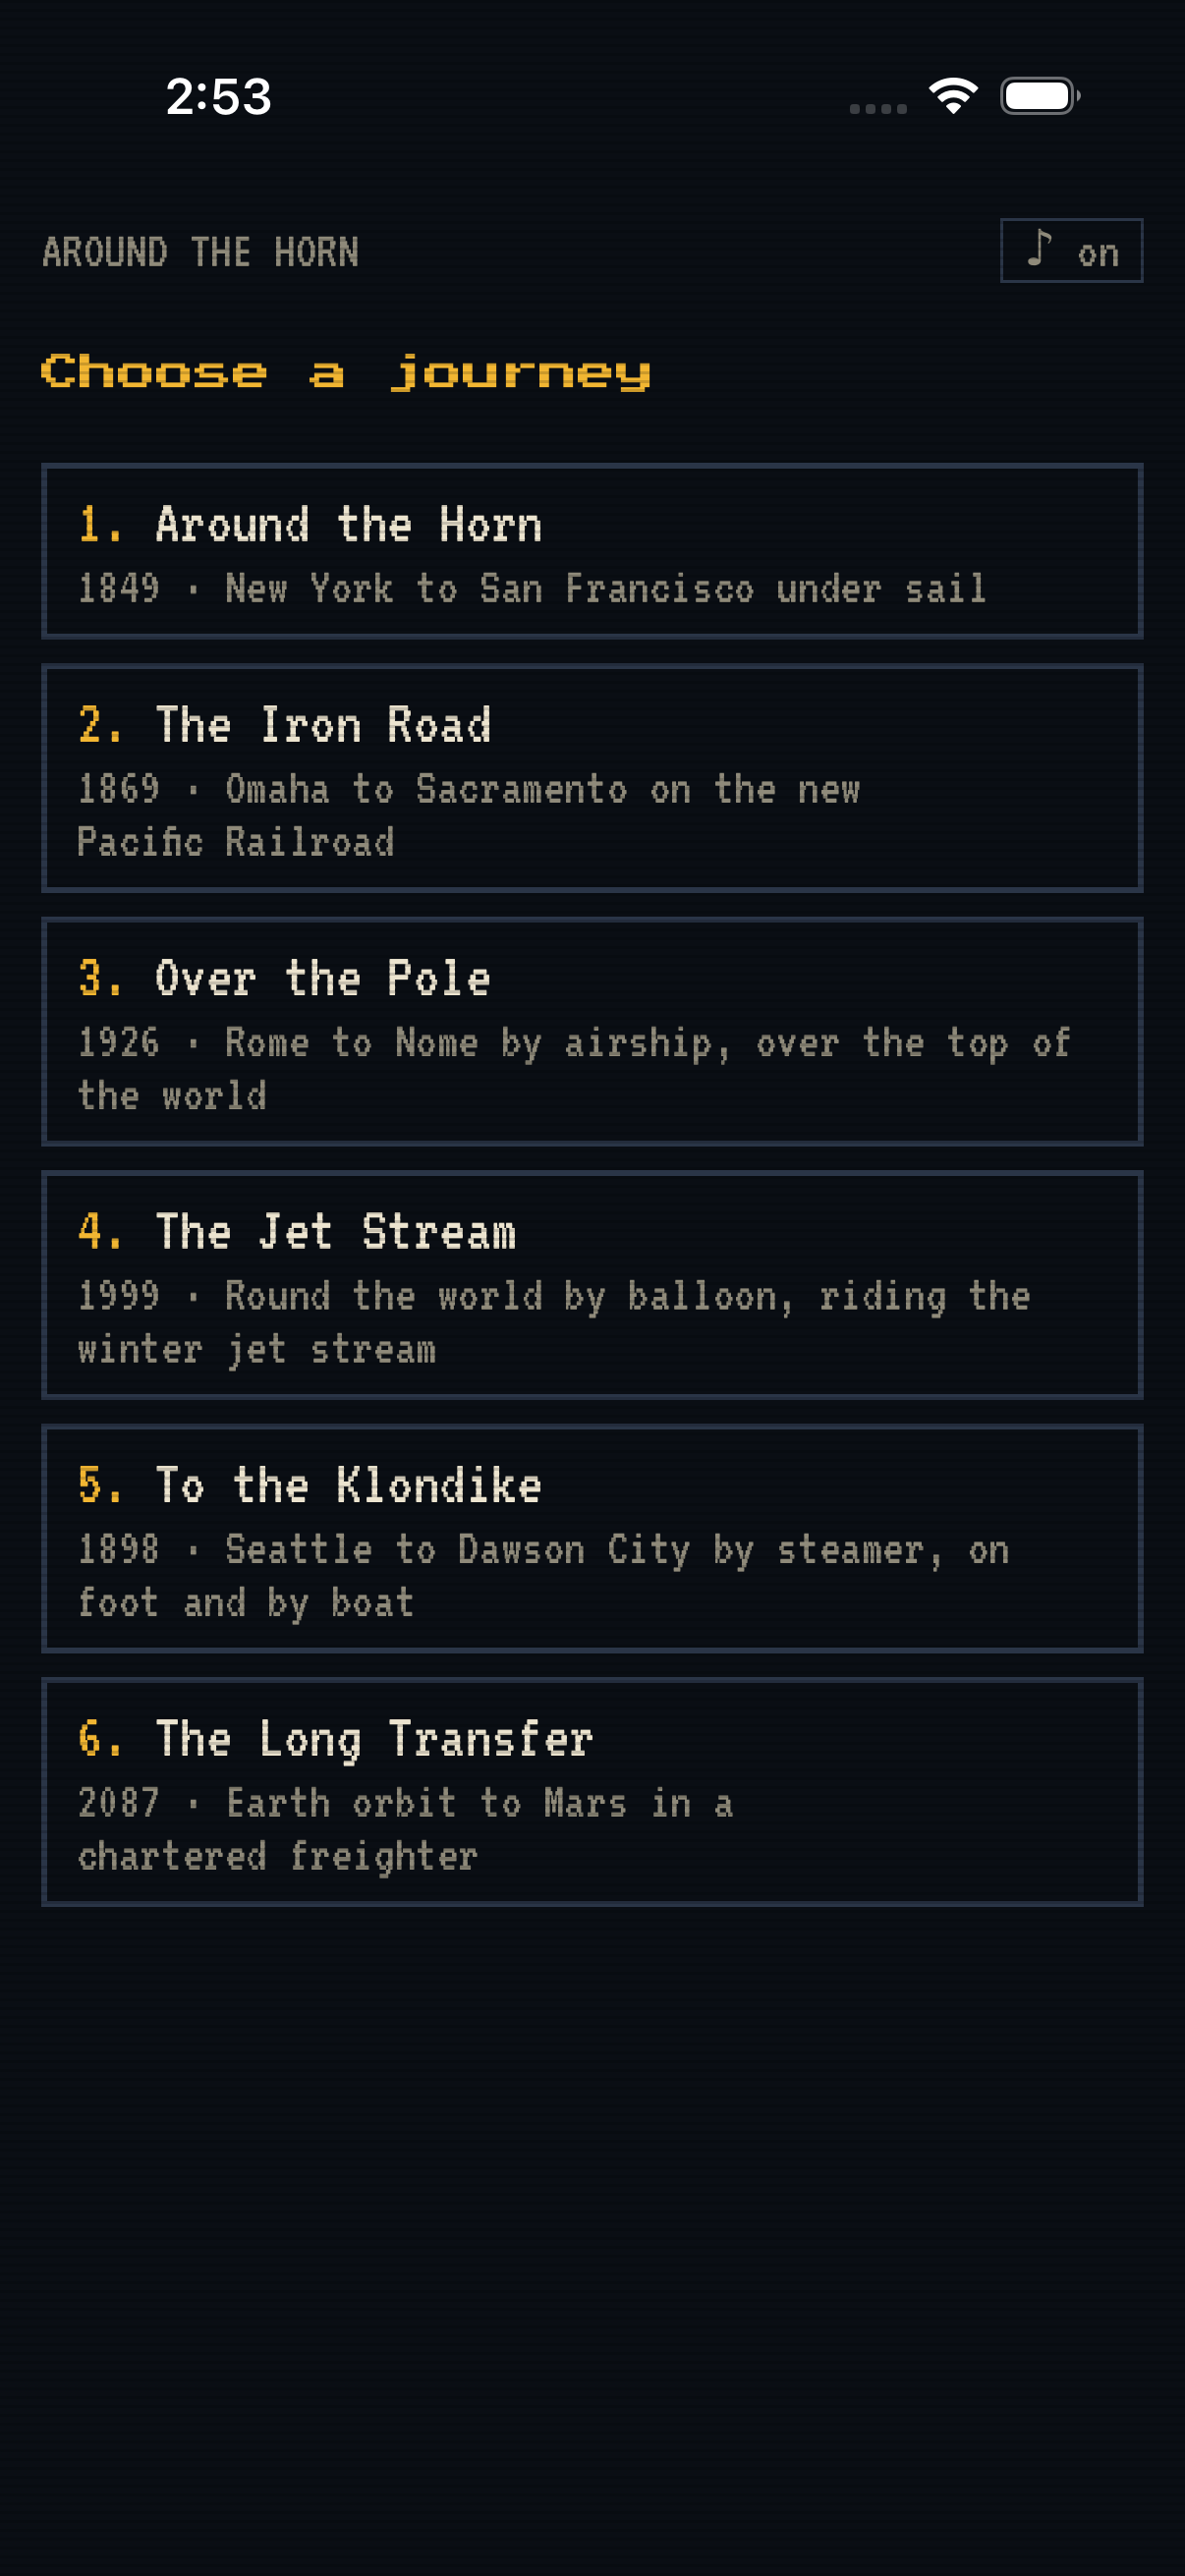 2:53
AROUND THE HORN
♪ on
Choose a journey
1. Around the Horn
1849 · New York to San Francisco under sail
2. The Iron Road
1869 · Omaha to Sacramento on the new
Pacific Railroad
3. Over the Pole
1926 · Rome to Nome by airship, over the top of
the world
4. The Jet Stream
1999 · Round the world by balloon, riding the
winter jet stream
5. To the Klondike
1898 · Seattle to Dawson City by steamer, on
foot and by boat
6. The Long Transfer
2087 · Earth orbit to Mars in a
chartered freighter